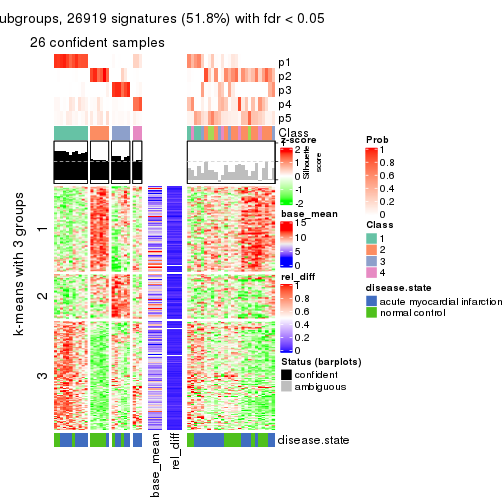 ubgroups, 26919 signatures (51.8%) with fdr < 0.05
26 confident samples
p1
p2
p3
p4
p5
Class
z-score
2
1
0
-1
-2
Silhouette
score
base_mean
15
10
5
0
rel_diff
1
0.8
0.6
0.4
0.2
0
Status (barplots)
confident
ambiguous
Prob
1
0.8
0.6
0.4
0.2
0
Class
1
2
3
4
disease.state
acute myocardial infarction
normal control
k-means with 3 groups
1
2
3
base_mean
rel_diff
disease.state